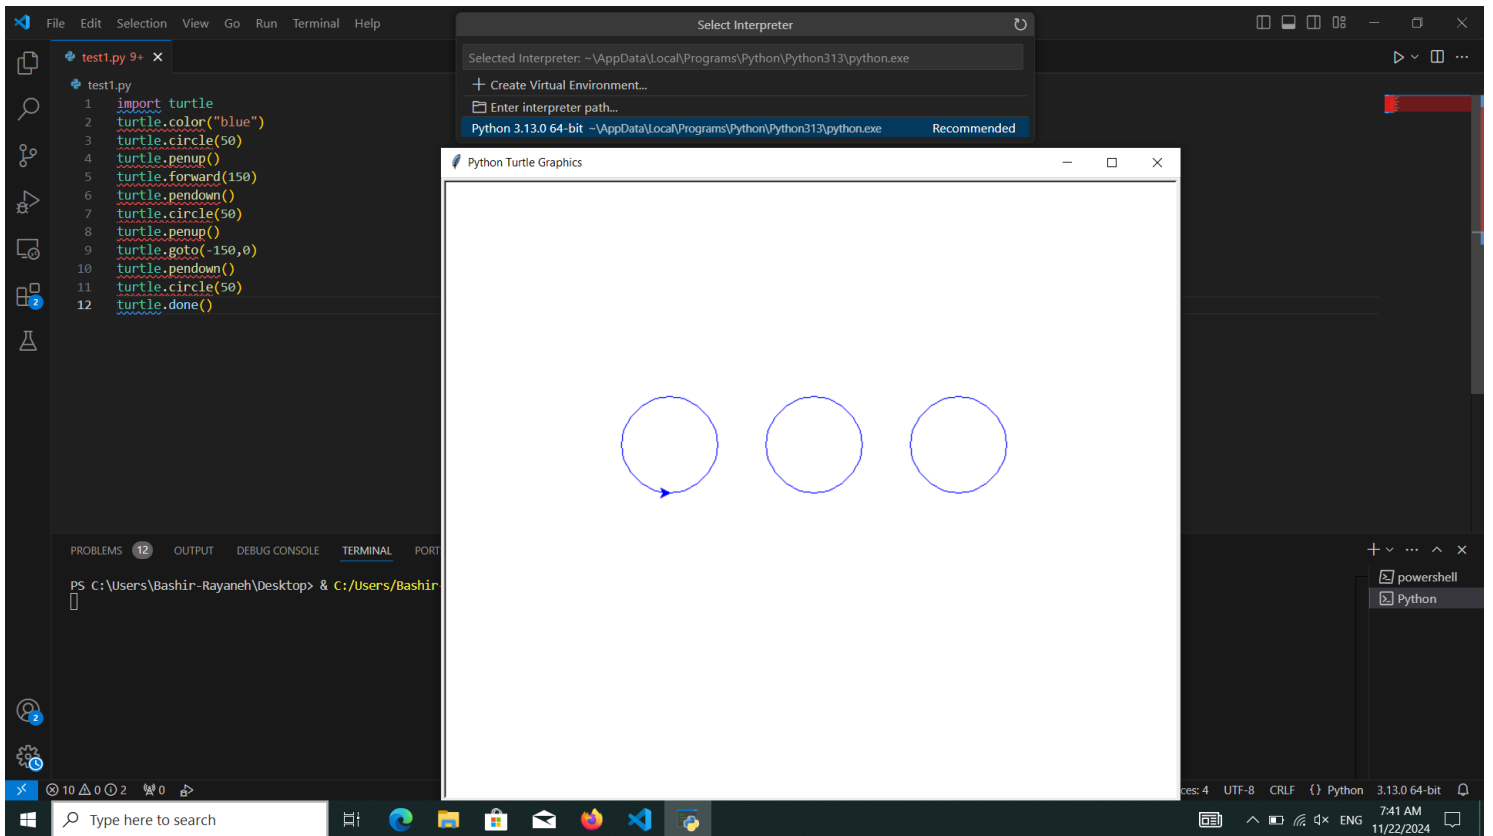 File Edit Selection View Go Run Terminal Help
Select Interpreter
Selected Interpreter: ~\AppData\Local\Programs\Python\Python313\python.exe
Create Virtual Environment...
Enter interpreter path...
Python 3.13.0 64-bit ~\AppData\Local\Programs\Python\Python313\python.exe Recommended
test1.py 9+
test1.py
1 import turtle
2 turtle.color("blue")
3 turtle.circle(50)
4 turtle.penup()
5 turtle.forward(150)
6 turtle.pendown()
7 turtle.circle(50)
8 turtle.penup()
9 turtle.goto(-150,0)
10 turtle.pendown()
11 turtle.circle(50)
12 turtle.done()
Python Turtle Graphics
PROBLEMS 12 OUTPUT DEBUG CONSOLE TERMINAL PORT
PS C:\Users\Bashir-Rayaneh\Desktop> & C:/Users/Bashir-
powershell
Python
2
2
10 0 2 0
ces: 4 UTF-8 CRLF {} Python 3.13.0 64-bit
Type here to search
ENG
7:41 AM
11/22/2024